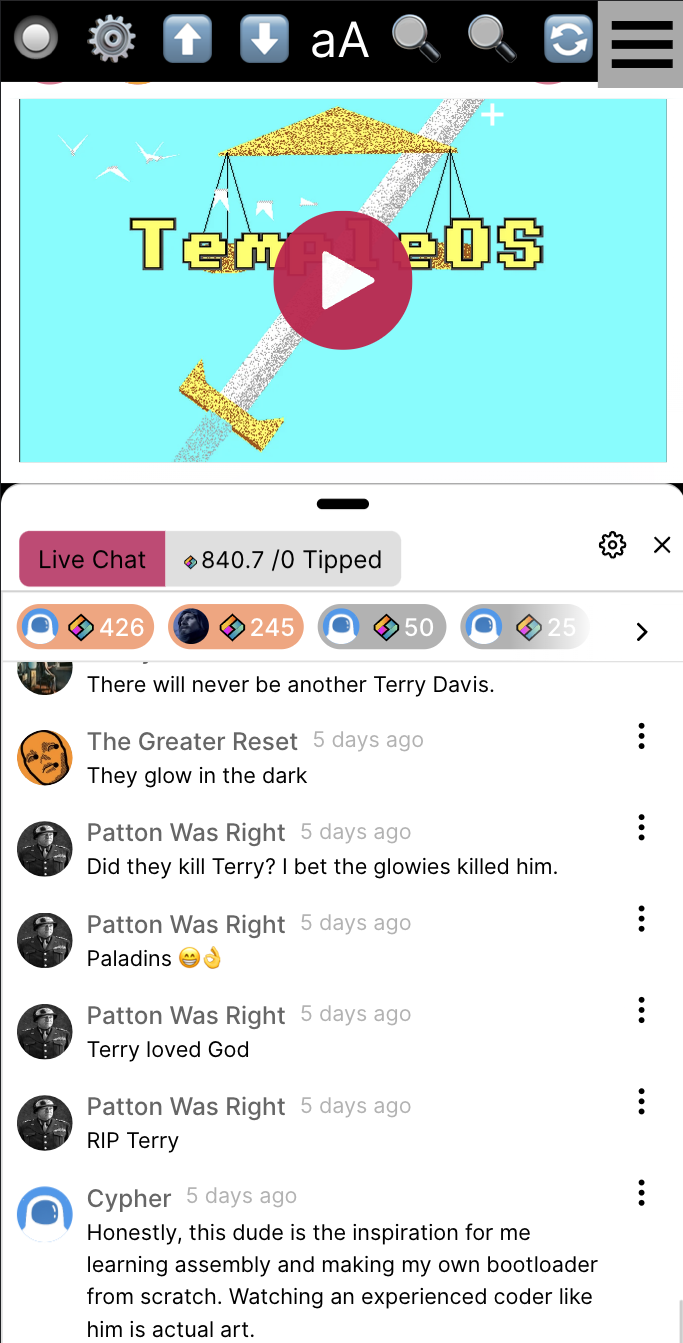 aA
TempleOS
Live Chat
840.7 /0 Tipped
426
245
50
25
There will never be another Terry Davis.
The Greater Reset 5 days ago
They glow in the dark
Patton Was Right 5 days ago
Did they kill Terry? I bet the glowies killed him.
Patton Was Right 5 days ago
Paladins 😁👌
Patton Was Right 5 days ago
Terry loved God
Patton Was Right 5 days ago
RIP Terry
Cypher 5 days ago
Honestly, this dude is the inspiration for me
learning assembly and making my own bootloader
from scratch. Watching an experienced coder like
him is actual art.